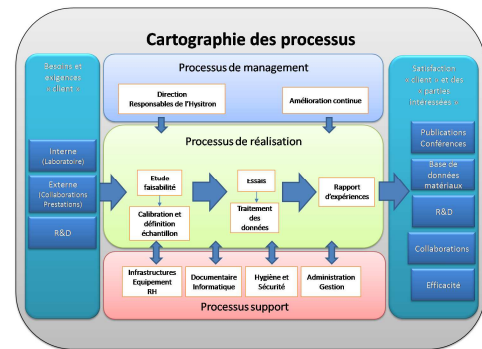 Cartographie des processus
Besoins et
exigences
« client »
Interne
(Laboratoire)
Externe
(Collaborations
Prestations)
R&D
Processus de management
Direction
Responsables de l'Hysitron
Amélioration continue
Processus de réalisation
Etude
faisabilité
Calibration et
définition
échantillon
Essais
Traitement
des
données
Rapport
d'expériences
Infrastructures
Equipement
RH
Documentaire
Informatique
Hygiène et
Sécurité
Administration
Gestion
Processus support
Satisfaction
« client » et des
« parties
intéressées »
Publications
Conférences
Base de
données
matériaux
R&D
Collaborations
Efficacité